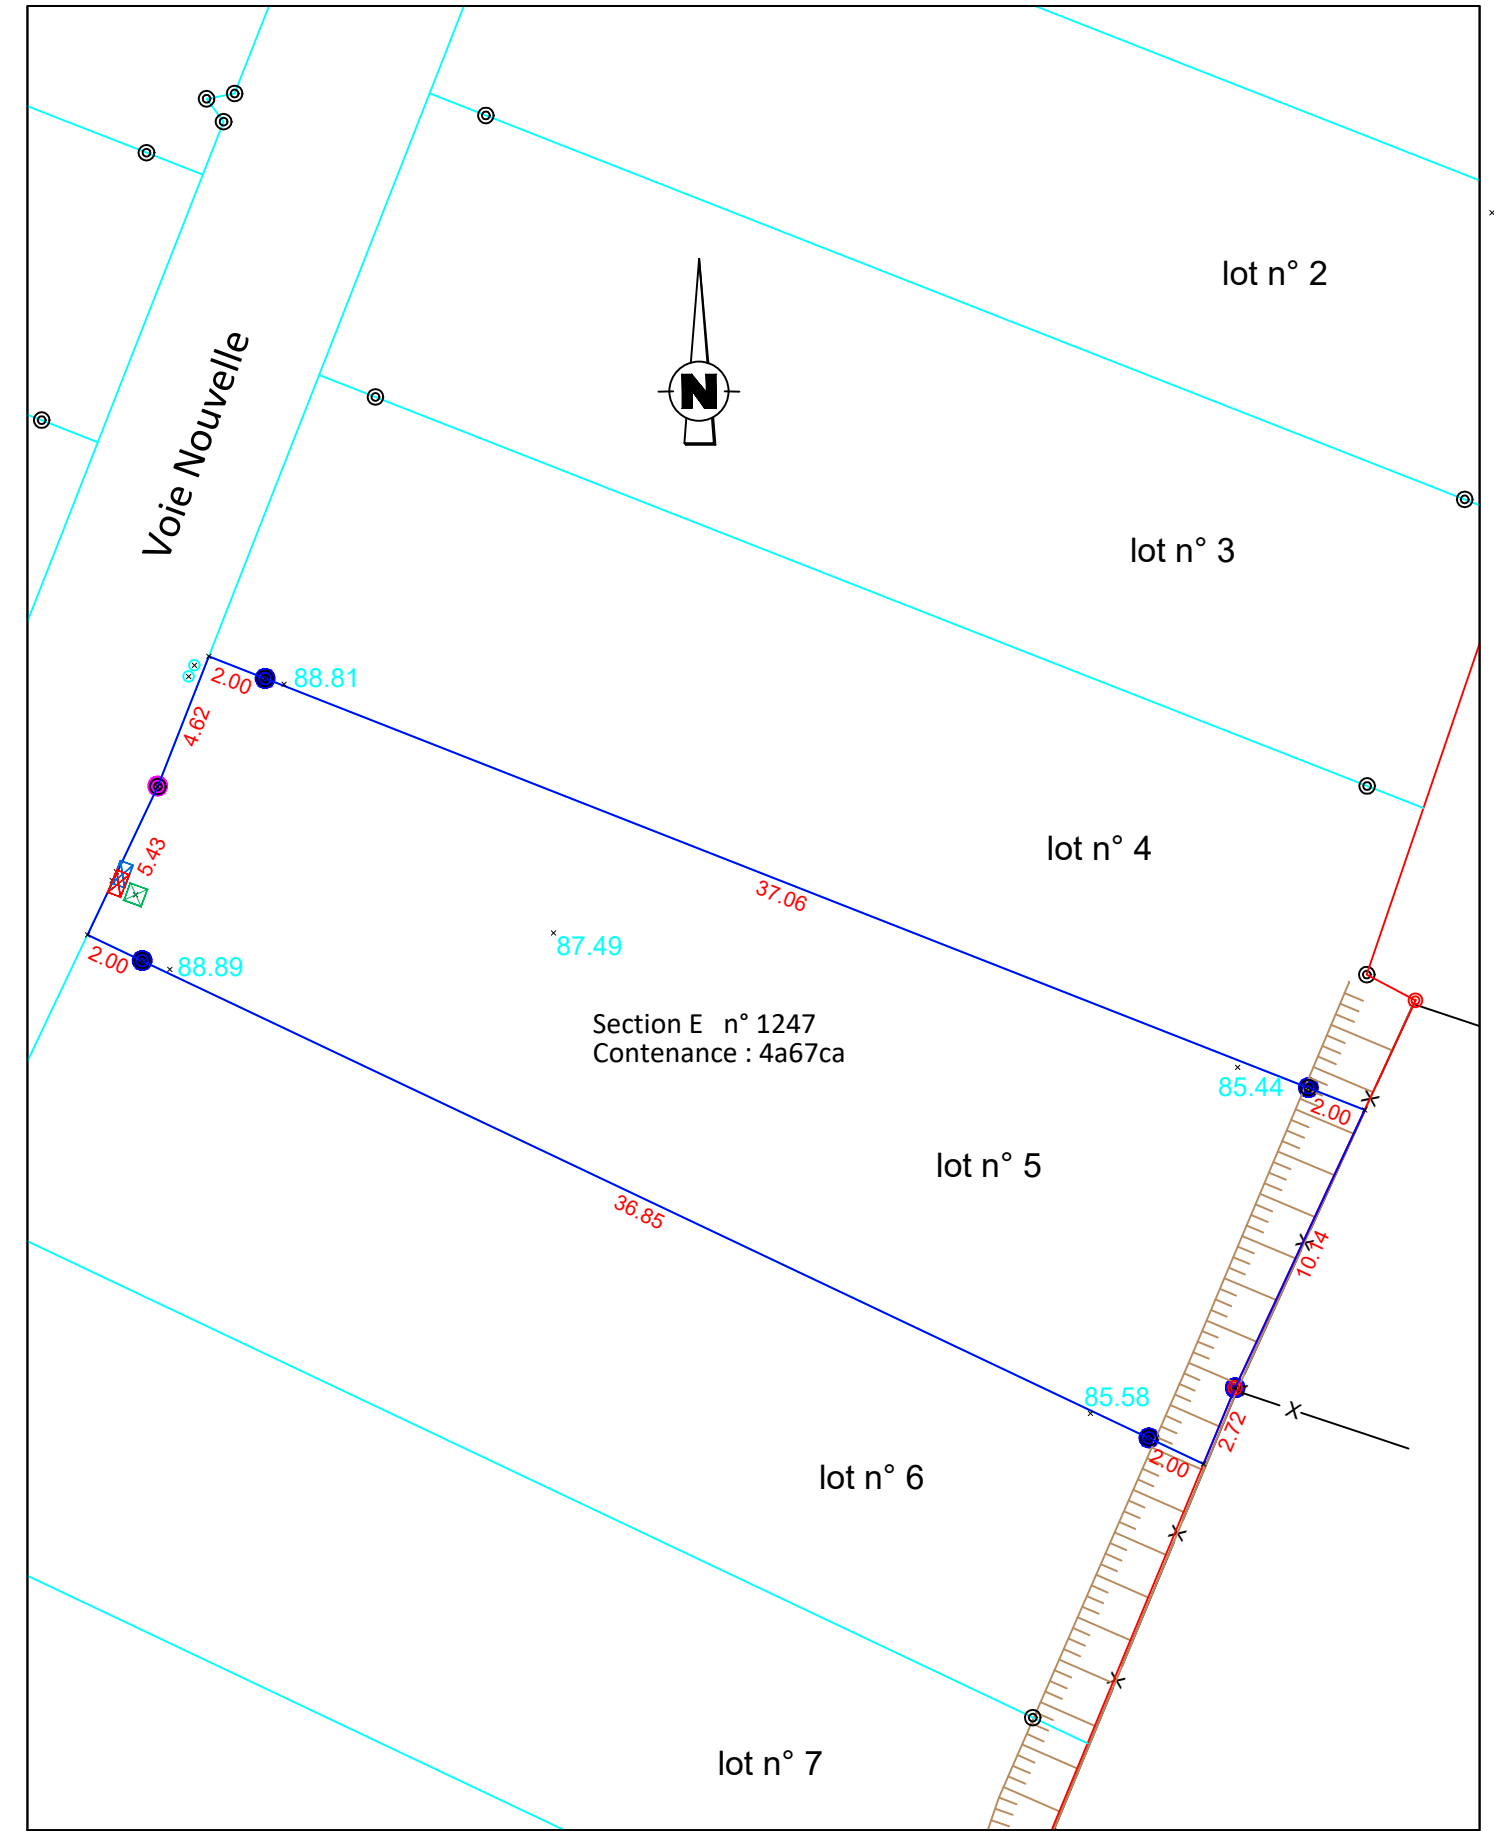 lot n° 2
N
Voie Nouvelle
lot n° 3
2.00
88.81
4.62
5.43
lot n° 4
37.06
2.00
88.89
87.49
Section E n° 1247
Contenance : 4a67ca
85.44
2.00
lot n° 5
36.85
10.14
85.58
2.72
2.00
lot n° 6
lot n° 7